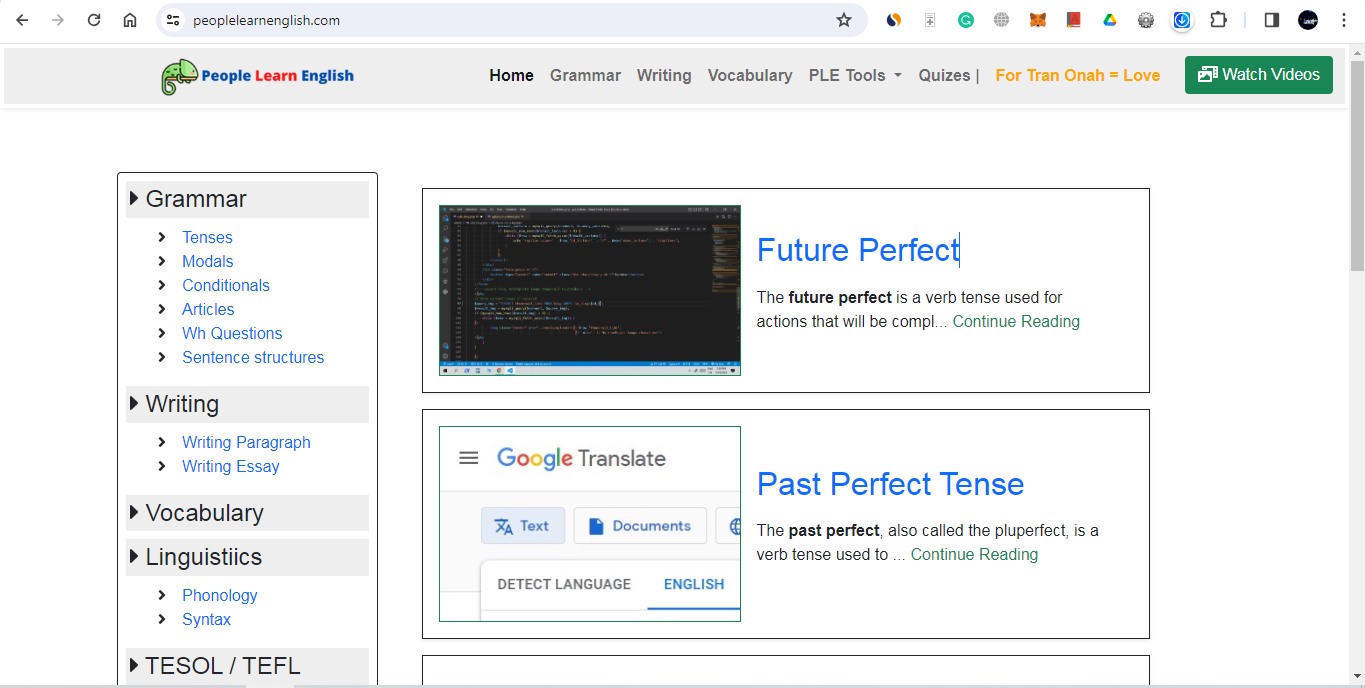 peoplelearnenglish.com
People Learn English
Home Grammar Writing Vocabulary PLE Tools Quizes | For Tran Onah = Love Watch Videos
Grammar
Tenses
Modals
Conditionals
Articles
Wh Questions
Sentence structures
Writing
Writing Paragraph
Writing Essay
Vocabulary
Linguistiics
Phonology
Syntax
TESOL / TEFL
Future Perfect
The future perfect is a verb tense used for
actions that will be compl... Continue Reading
Google Translate
Text Documents
DETECT LANGUAGE ENGLISH
Past Perfect Tense
The past perfect, also called the pluperfect, is a
verb tense used to ... Continue Reading